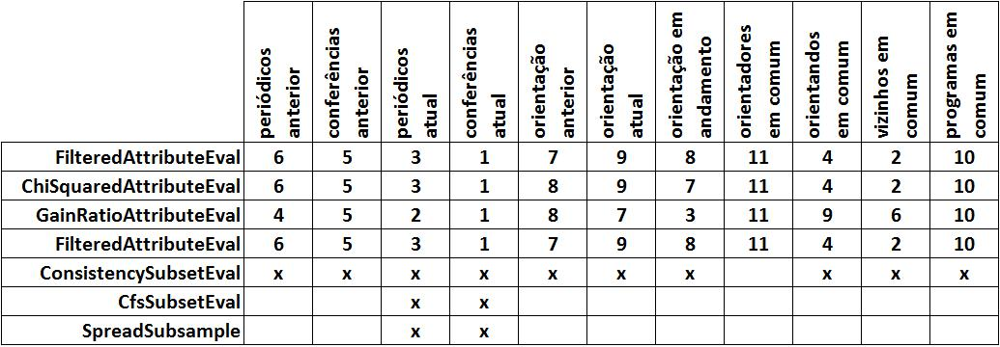 periódicos anterior
conferências anterior
periódicos atual
conferências atual
orientação anterior
orientação atual
orientação em andamento
orientadores em comum
orientandos em comum
vizinhos em comum
programas em comum
FilteredAttributeEval 6 5 3 1 7 9 8 11 4 2 10
ChiSquaredAttributeEval 6 5 3 1 8 9 7 11 4 2 10
GainRatioAttributeEval 4 5 2 1 8 7 3 11 9 6 10
FilteredAttributeEval 6 5 3 1 7 9 8 11 4 2 10
ConsistencySubsetEval x x x x x x x x x x
CfsSubsetEval x x
SpreadSubsample x x